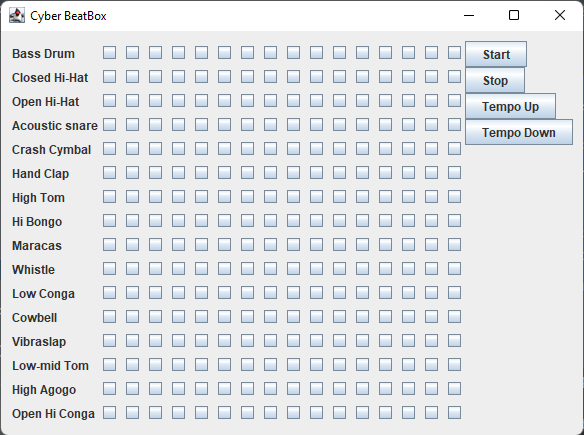 Cyber BeatBox
Bass Drum
Closed Hi-Hat
Open Hi-Hat
Acoustic snare
Crash Cymbal
Hand Clap
High Tom
Hi Bongo
Maracas
Whistle
Low Conga
Cowbell
Vibraslap
Low-mid Tom
High Agogo
Open Hi Conga
Start
Stop
Tempo Up
Tempo Down